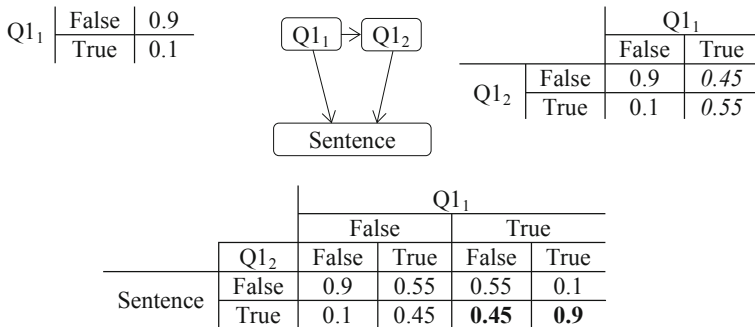 Q1₁ False 0.9
True 0.1
Q1₁ Q1₂
Sentence
Q1₁
False True
Q1₂ False 0.9 0.45
True 0.1 0.55
Q1₁
False True
Q1₂ False True False True
Sentence False 0.9 0.55 0.55 0.1
True 0.1 0.45 0.45 0.9